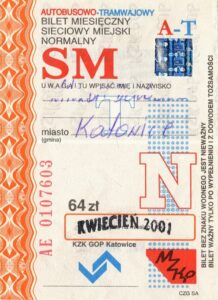 AUTOBUSOWO-TRAMWAJOWY
BILET MIESIĘCZNY
SIECIOWY MIEJSKI
NORMALNY
A-T
SM
UWAGA! TU WPISAĆ IMIĘ I NAZWISKO
miasto
(gmina)
Katowice
N
64 zł
KWIECIEŃ 2001
KZK GOP Katowice
AE 0107603
BILET BEZ ZNAKU WODNEGO JEST NIEWAŻNY
BILET WAŻNY TYLKO PO WYPEŁNIENIU I Z DOWODEM TOŻSAMOŚCI
CZG SA